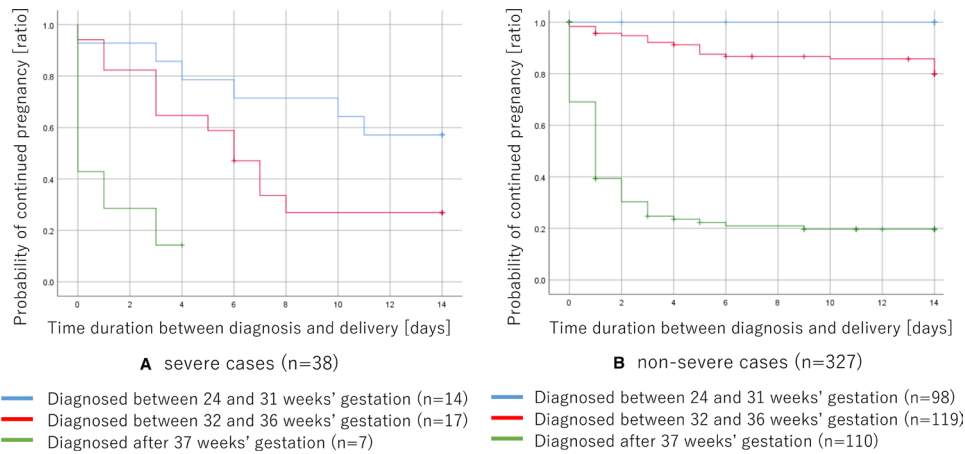 Probability of continued pregnancy [ratio]
1.0
0.8
0.6
0.4
0.2
0.0
0 2 4 6 8 10 12 14
Time duration between diagnosis and delivery [days]
A severe cases (n=38)
Diagnosed between 24 and 31 weeks' gestation (n=14)
Diagnosed between 32 and 36 weeks' gestation (n=17)
Diagnosed after 37 weeks' gestation (n=7)
Probability of continued pregnancy [ratio]
1.0
0.8
0.6
0.4
0.2
0.0
0 2 4 6 8 10 12 14
Time duration between diagnosis and delivery [days]
B non-severe cases (n=327)
Diagnosed between 24 and 31 weeks' gestation (n=98)
Diagnosed between 32 and 36 weeks' gestation (n=119)
Diagnosed after 37 weeks' gestation (n=110)